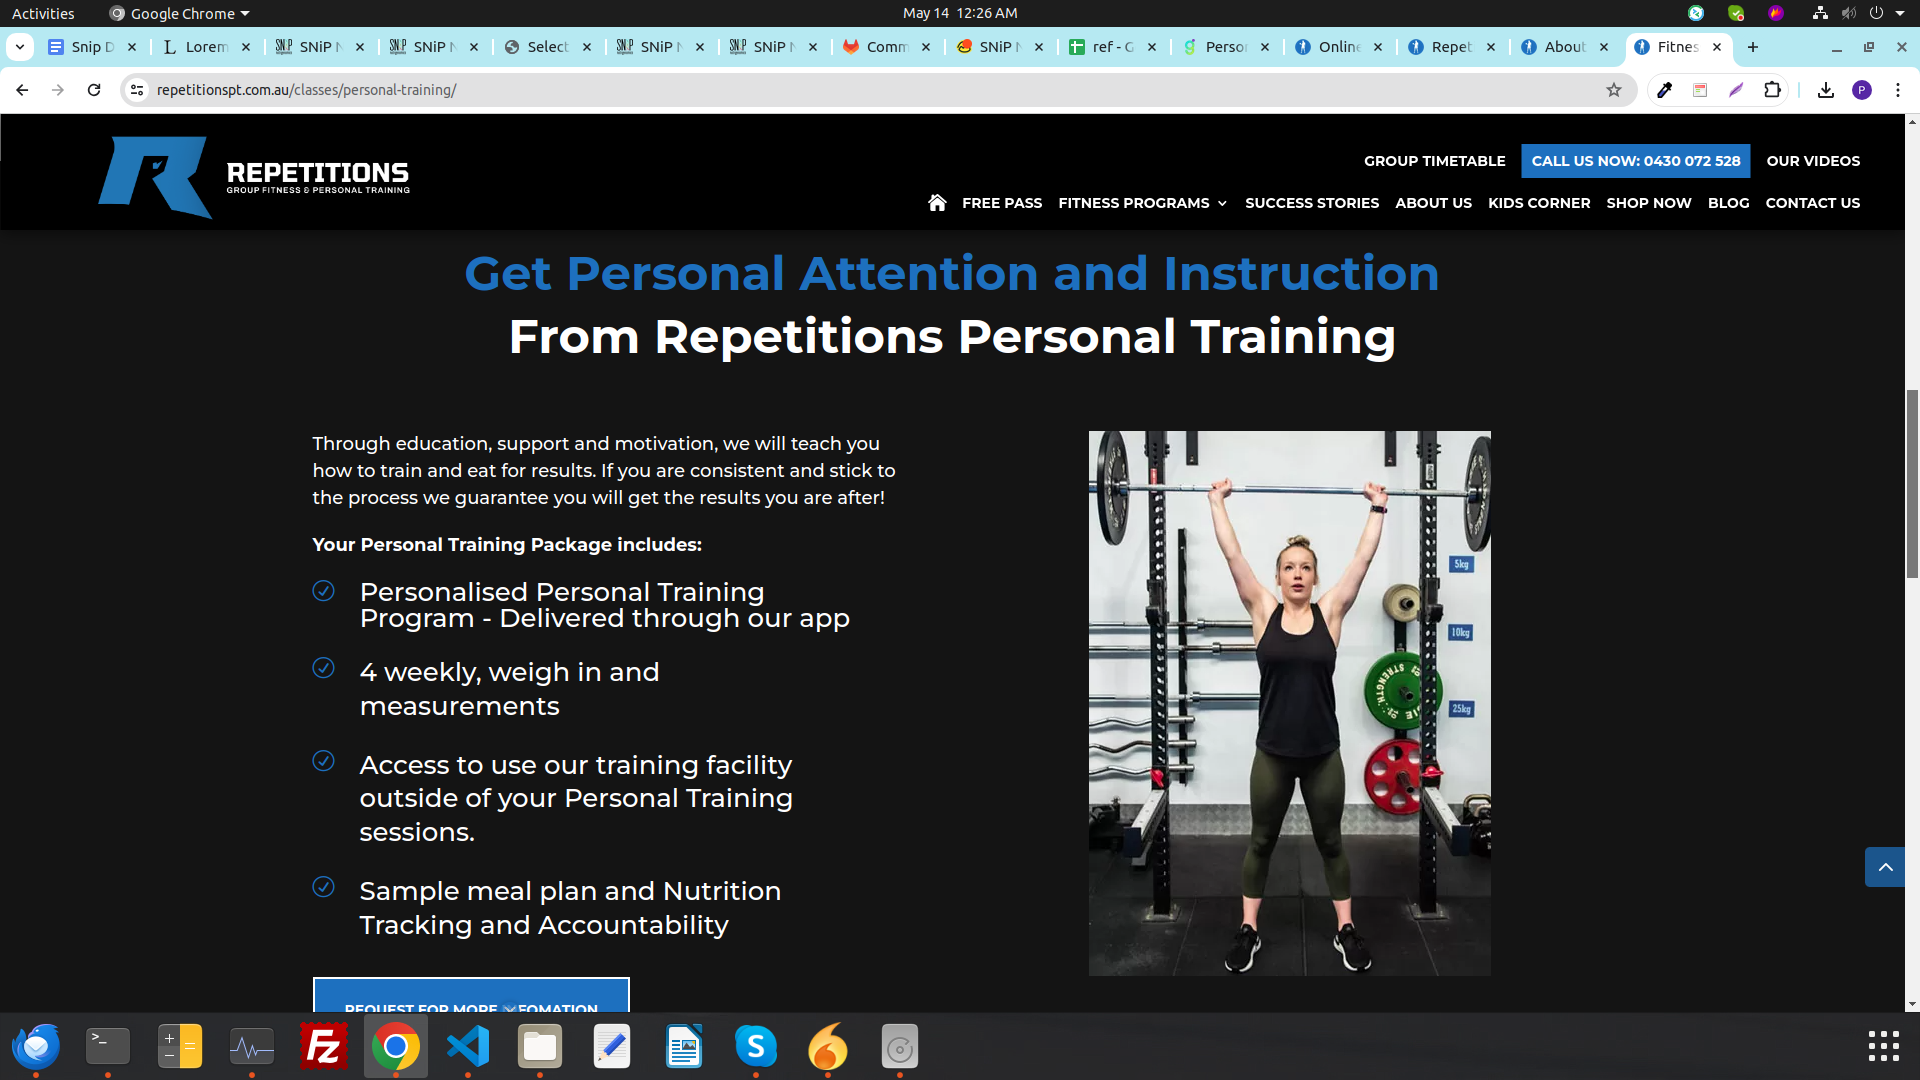 Activities
Google Chrome
May 14 12:26 AM
Snip D
Lorem
SNiP N
SNiP N
Select
SNiP N
SNiP N
Comm
SNiP N
ref - G
Person
Online
Repet
About
Fitnes
repetitionspt.com.au/classes/personal-training/
P
REPETITIONS
GROUP FITNESS & PERSONAL TRAINING
GROUP TIMETABLE
CALL US NOW: 0430 072 528
OUR VIDEOS
FREE PASS
FITNESS PROGRAMS
SUCCESS STORIES
ABOUT US
KIDS CORNER
SHOP NOW
BLOG
CONTACT US
Get Personal Attention and Instruction
From Repetitions Personal Training
Through education, support and motivation, we will teach you
how to train and eat for results. If you are consistent and stick to
the process we guarantee you will get the results you are after!
Your Personal Training Package includes:
Personalised Personal Training
Program - Delivered through our app
4 weekly, weigh in and
measurements
Access to use our training facility
outside of your Personal Training
sessions.
Sample meal plan and Nutrition
Tracking and Accountability
REQUEST FOR MORE
5kg
10kg
25kg
STRENGTH